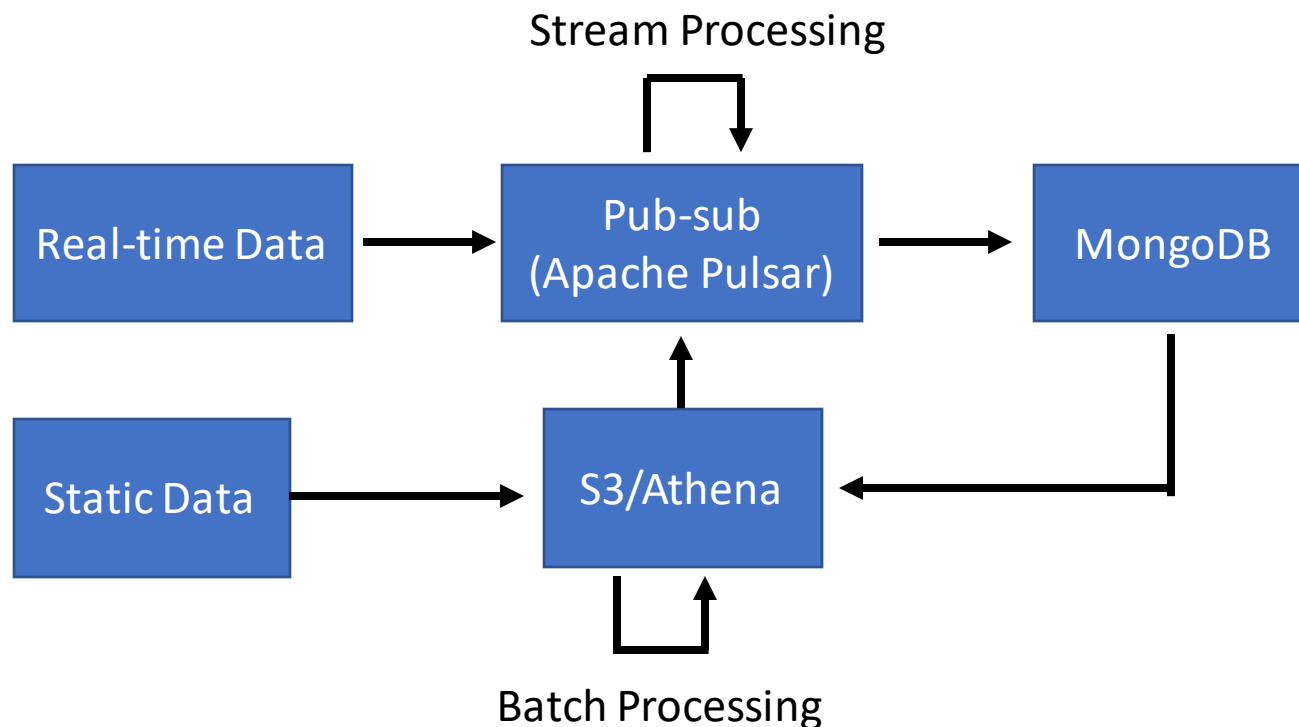 Stream Processing
Real-time Data
Pub-sub
(Apache Pulsar)
MongoDB
Static Data
S3/Athena
Batch Processing